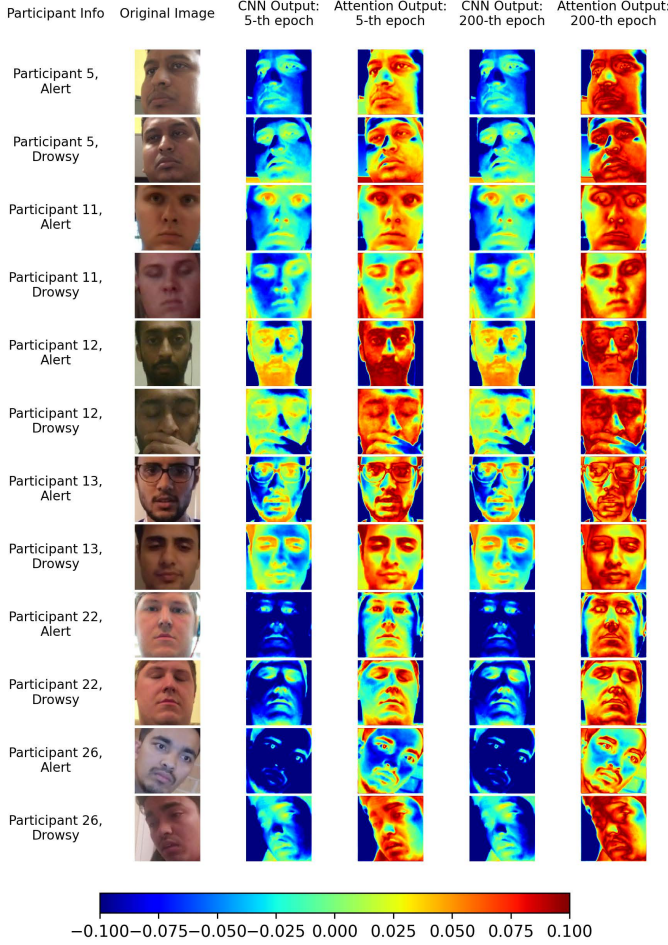 Participant Info
Original Image
CNN Output:
5-th epoch
Attention Output:
5-th epoch
CNN Output:
200-th epoch
Attention Output:
200-th epoch
Participant 5,
Alert
Participant 5,
Drowsy
Participant 11,
Alert
Participant 11,
Drowsy
Participant 12,
Alert
Participant 12,
Drowsy
Participant 13,
Alert
Participant 13,
Drowsy
Participant 22,
Alert
Participant 22,
Drowsy
Participant 26,
Alert
Participant 26,
Drowsy
−0.100 −0.075 −0.050 −0.025 0.000 0.025 0.050 0.075 0.100